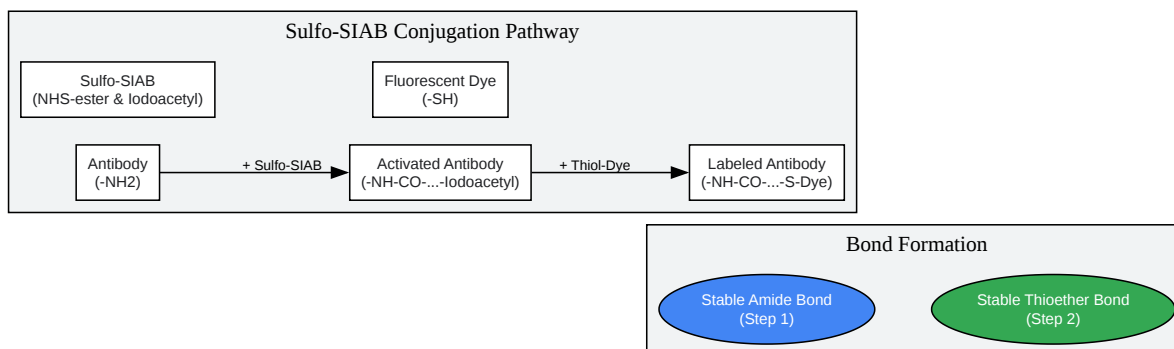 Sulfo-SIAB Conjugation Pathway
Sulfo-SIAB
(NHS-ester & Iodoacetyl)
Fluorescent Dye
(-SH)
Antibody
(-NH2)
+ Sulfo-SIAB
Activated Antibody
(-NH-CO-...-Iodoacetyl)
+ Thiol-Dye
Labeled Antibody
(-NH-CO-...-S-Dye)
Bond Formation
Stable Amide Bond
(Step 1)
Stable Thioether Bond
(Step 2)